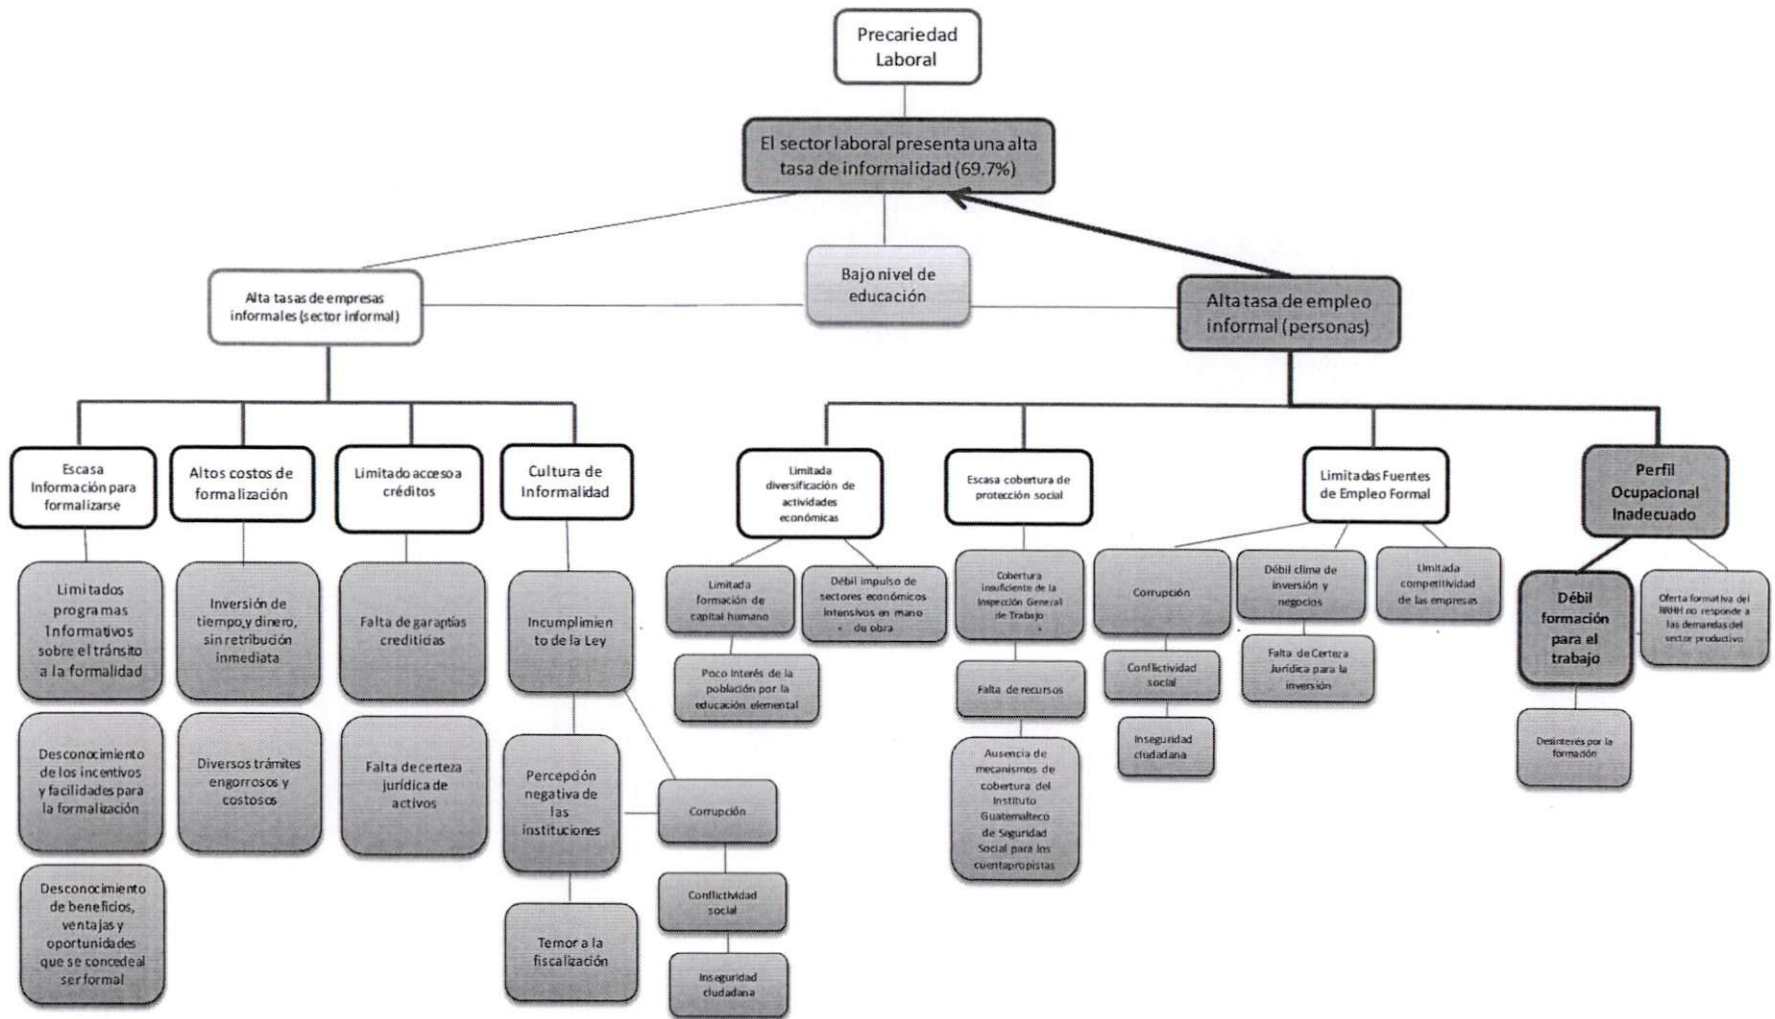 Precariedad
Laboral
El sector laboral presenta una alta
tasa de informalidad (69.7%)
Bajo nivel de
educación
Alta tasas de empresas
informales (sector informal)
Alta tasa de empleo
informal (personas)
Escasa
Información para
formalizarse
Altos costos de
formalización
Limitado acceso a
créditos
Cultura de
Informalidad
Limitada
diversificación de
actividades
económicas
Escasa cobertura de
protección social
Limitadas Fuentes
de Empleo Formal
Perfil
Ocupacional
Inadecuado
Limitados
programas
Informativos
sobre el tránsito
a la formalidad
Desconocimiento
de los incentivos
y facilidades para
la formalización
Desconocimiento
de beneficios,
ventajas y
oportunidades
que se concede al
ser formal
Inversión de
tiempo,y dinero,
sin retribución
inmediata
Diversos trámites
engorrosos y
costosos
Falta de garantías
crediticias
Falta de certeza
jurídica de
activos
Incumplimien
to de la Ley
Percepción
negativa de
las
instituciones
Temor a la
fiscalización
Corrupción
Conflictividad
social
Inseguridad
ciudadana
Limitada
formación de
capital humano
Poco Interés de la
población por la
educación elemental
Débil impulso de
sectores económicos
intensivos en mano
de obra
Cobertura
insuficiente de la
Inspección General
de Trabajo
Falta de recursos
Ausencia de
mecanismos de
cobertura del
Instituto
Guatemalteco
de Seguridad
Social para los
cuentapropistas
Corrupción
Conflictividad
social
Inseguridad
ciudadana
Débil clima de
inversión y
negocios
Falta de Certeza
Jurídica para la
inversión
Limitada
competitividad
de las empresas
Débil
formación
para el
trabajo
Desinterés por la
formación
Oferta formativa del
RRHH no responde a
las demandas del
sector productivo